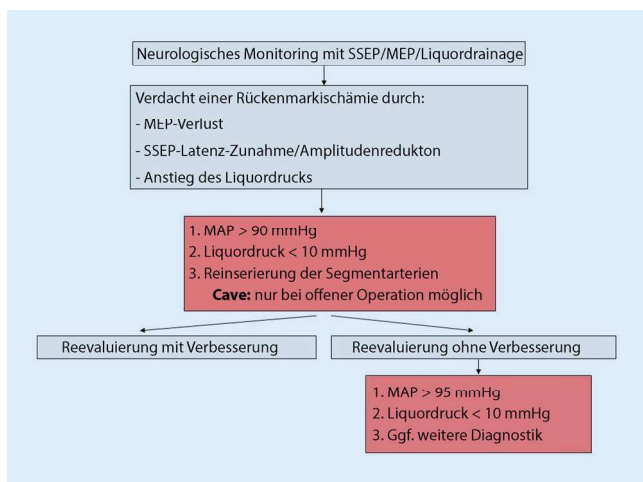 Neurologisches Monitoring mit SSEP/MEP/Liquordrainage
Verdacht einer Rückenmarkischämie durch:
- MEP-Verlust
- SSEP-Latenz-Zunahme/Amplitudenredukton
- Anstieg des Liquordrucks
1. MAP > 90 mmHg
2. Liquordruck < 10 mmHg
3. Reinserierung der Segmentarterien
Cave: nur bei offener Operation möglich
Reevaluierung mit Verbesserung
Reevaluierung ohne Verbesserung
1. MAP > 95 mmHg
2. Liquordruck < 10 mmHg
3. Ggf. weitere Diagnostik